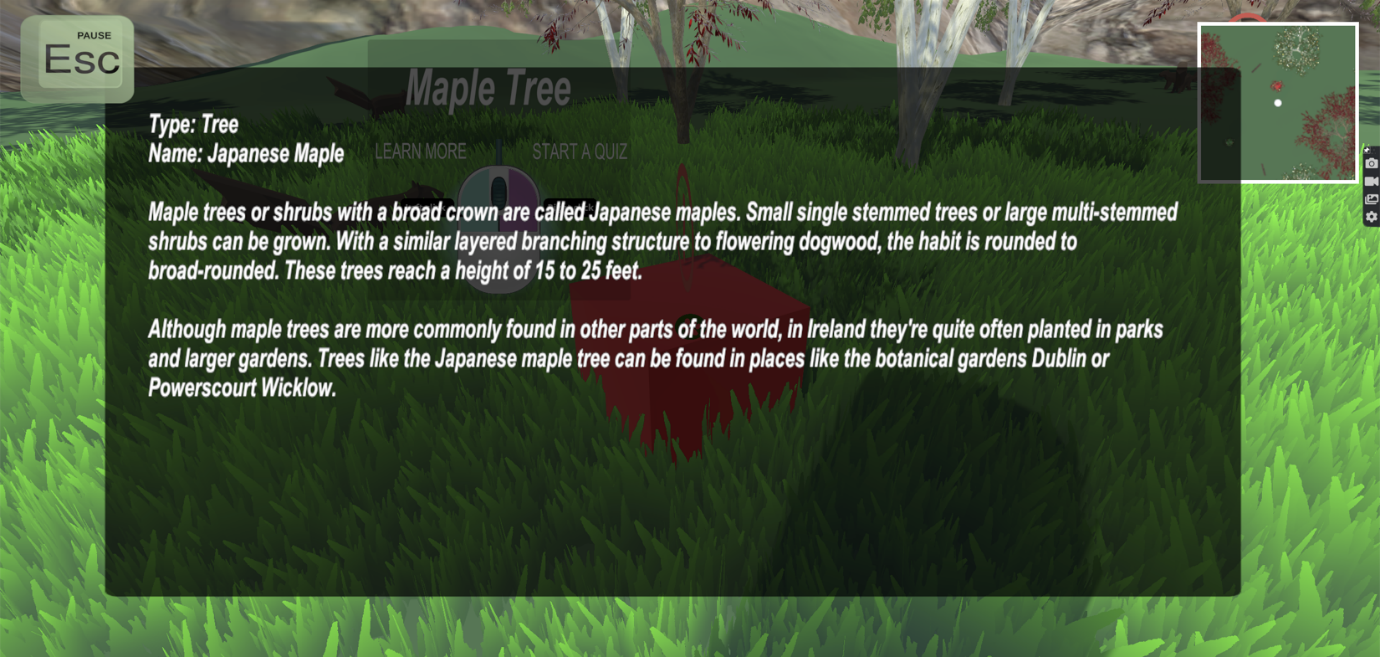 PAUSE
Esc
Maple Tree
LEARN MORE
START A QUIZ
Type: Tree
Name: Japanese Maple
Maple trees or shrubs with a broad crown are called Japanese maples. Small single stemmed trees or large multi-stemmed
shrubs can be grown. With a similar layered branching structure to flowering dogwood, the habit is rounded to
broad-rounded. These trees reach a height of 15 to 25 feet.
Although maple trees are more commonly found in other parts of the world, in Ireland they're quite often planted in parks
and larger gardens. Trees like the Japanese maple tree can be found in places like the botanical gardens Dublin or
Powerscourt Wicklow.